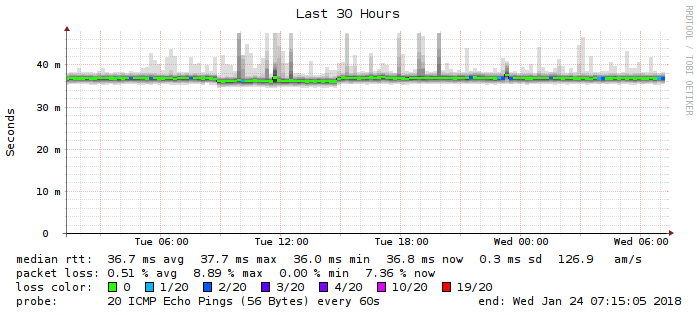 Last 30 Hours
RRDTOOL / TOBI OETIKER
Seconds
40 m
30 m
20 m
10 m
0
Tue 06:00 Tue 12:00 Tue 18:00 Wed 00:00 Wed 06:00
median rtt: 36.7 ms avg 37.7 ms max 36.0 ms min 36.8 ms now 0.3 ms sd 126.9 am/s
packet loss: 0.51 % avg 8.89 % max 0.00 % min 7.36 % now
loss color: 0 1/20 2/20 3/20 4/20 10/20 19/20
probe: 20 ICMP Echo Pings (56 Bytes) every 60s end: Wed Jan 24 07:15:05 2018